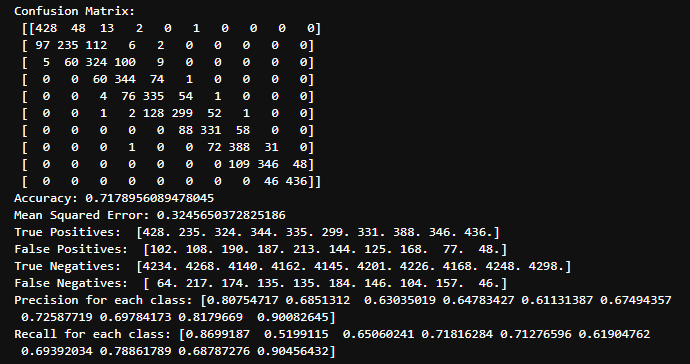 Confusion Matrix:
[[428 48 13 2 0 1 0 0 0 0]
[ 97 235 112 6 2 0 0 0 0 0]
[ 5 60 324 100 9 0 0 0 0 0]
[ 0 0 60 344 74 1 0 0 0 0]
[ 0 0 4 76 335 54 1 0 0 0]
[ 0 0 1 2 128 299 52 1 0 0]
[ 0 0 0 0 0 88 331 58 0 0]
[ 0 0 0 1 0 0 72 388 31 0]
[ 0 0 0 0 0 0 0 109 346 48]
[ 0 0 0 0 0 0 0 0 46 436]]
Accuracy: 0.7178956089478045
Mean Squared Error: 0.3245650372825186
True Positives: [428. 235. 324. 344. 335. 299. 331. 388. 346. 436.]
False Positives: [102. 108. 190. 187. 213. 144. 125. 168. 77. 48.]
True Negatives: [4234. 4268. 4140. 4162. 4145. 4201. 4226. 4168. 4248. 4298.]
False Negatives: [ 64. 217. 174. 135. 135. 184. 146. 104. 157. 46.]
Precision for each class: [0.80754717 0.6851312 0.63035019 0.64783427 0.61131387 0.67494357
0.72587719 0.69784173 0.8179669 0.90082645]
Recall for each class: [0.8699187 0.5199115 0.65060241 0.71816284 0.71276596 0.61904762
0.69392034 0.78861789 0.68787276 0.90456432]